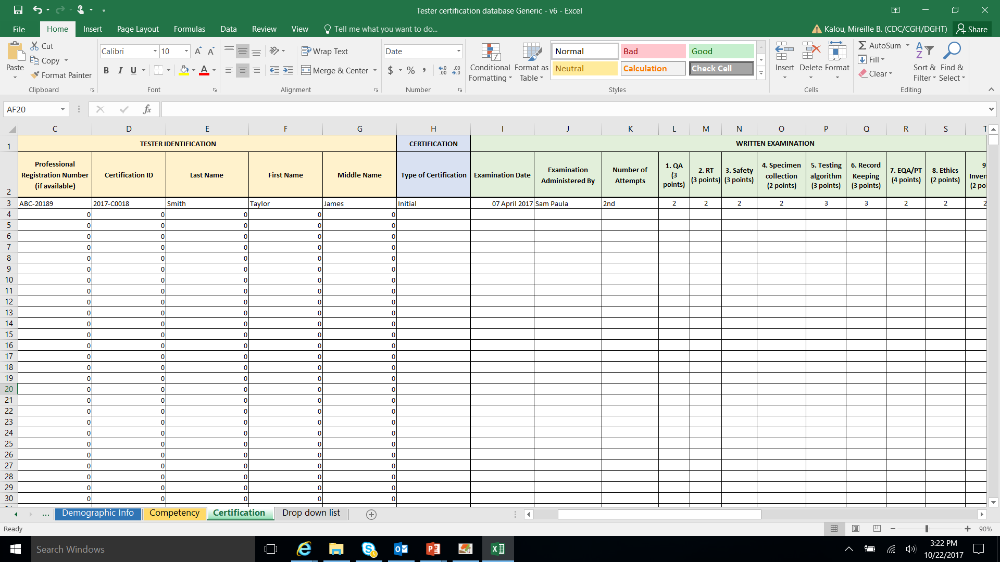 Tester certification database Generic - v6 - Excel
File Home Insert Page Layout Formulas Data Review View Tell me what you want to do... Kalou, Mireille B. (CDC/CGH/DGHT) Share
Paste
Cut
Copy
Format Painter
Clipboard
Calibri 10
B I U
Font
Wrap Text
Merge & Center
Alignment
Date
$ % ,
Number
Conditional Formatting
Format as Table
Normal Bad Good
Neutral Calculation Check Cell
Styles
Insert Delete Format
Cells
AutoSum
Fill
Clear
Sort & Filter
Find & Select
Editing
AF20 fx
C D E F G H I J K L M N O P Q R S T
1 TESTER IDENTIFICATION CERTIFICATION WRITTEN EXAMINATION
2 Professional Registration Number (if available) Certification ID Last Name First Name Middle Name Type of Certification Examination Date Examination Administered By Number of Attempts 1. QA (3 points) 2. RT (3 points) 3. Safety (3 points) 4. Specimen collection (2 points) 5. Testing algorithm (3 points) 6. Record Keeping (3 points) 7. EQA/PT (4 points) 8. Ethics (2 points) 9 Inven (2 po
3 ABC-20189 2017-C0018 Smith Taylor James Initial 07 April 2017 Sam Paula 2nd 2 2 2 2 3 3 2 2 2
4 0 0 0 0 0
5 0 0 0 0 0
6 0 0 0 0 0
7 0 0 0 0 0
8 0 0 0 0 0
9 0 0 0 0 0
10 0 0 0 0 0
11 0 0 0 0 0
12 0 0 0 0 0
13 0 0 0 0 0
14 0 0 0 0 0
15 0 0 0 0 0
16 0 0 0 0 0
17 0 0 0 0 0
18 0 0 0 0 0
19 0 0 0 0 0
20 0 0 0 0 0
21 0 0 0 0 0
22 0 0 0 0 0
23 0 0 0 0 0
24 0 0 0 0 0
25 0 0 0 0 0
26 0 0 0 0 0
27 0 0 0 0 0
28 0 0 0 0 0
29 0 0 0 0 0
30 0 0 0 0 0
... Demographic Info Competency Certification Drop down list
Ready 90%
Search Windows
3:22 PM
10/22/2017